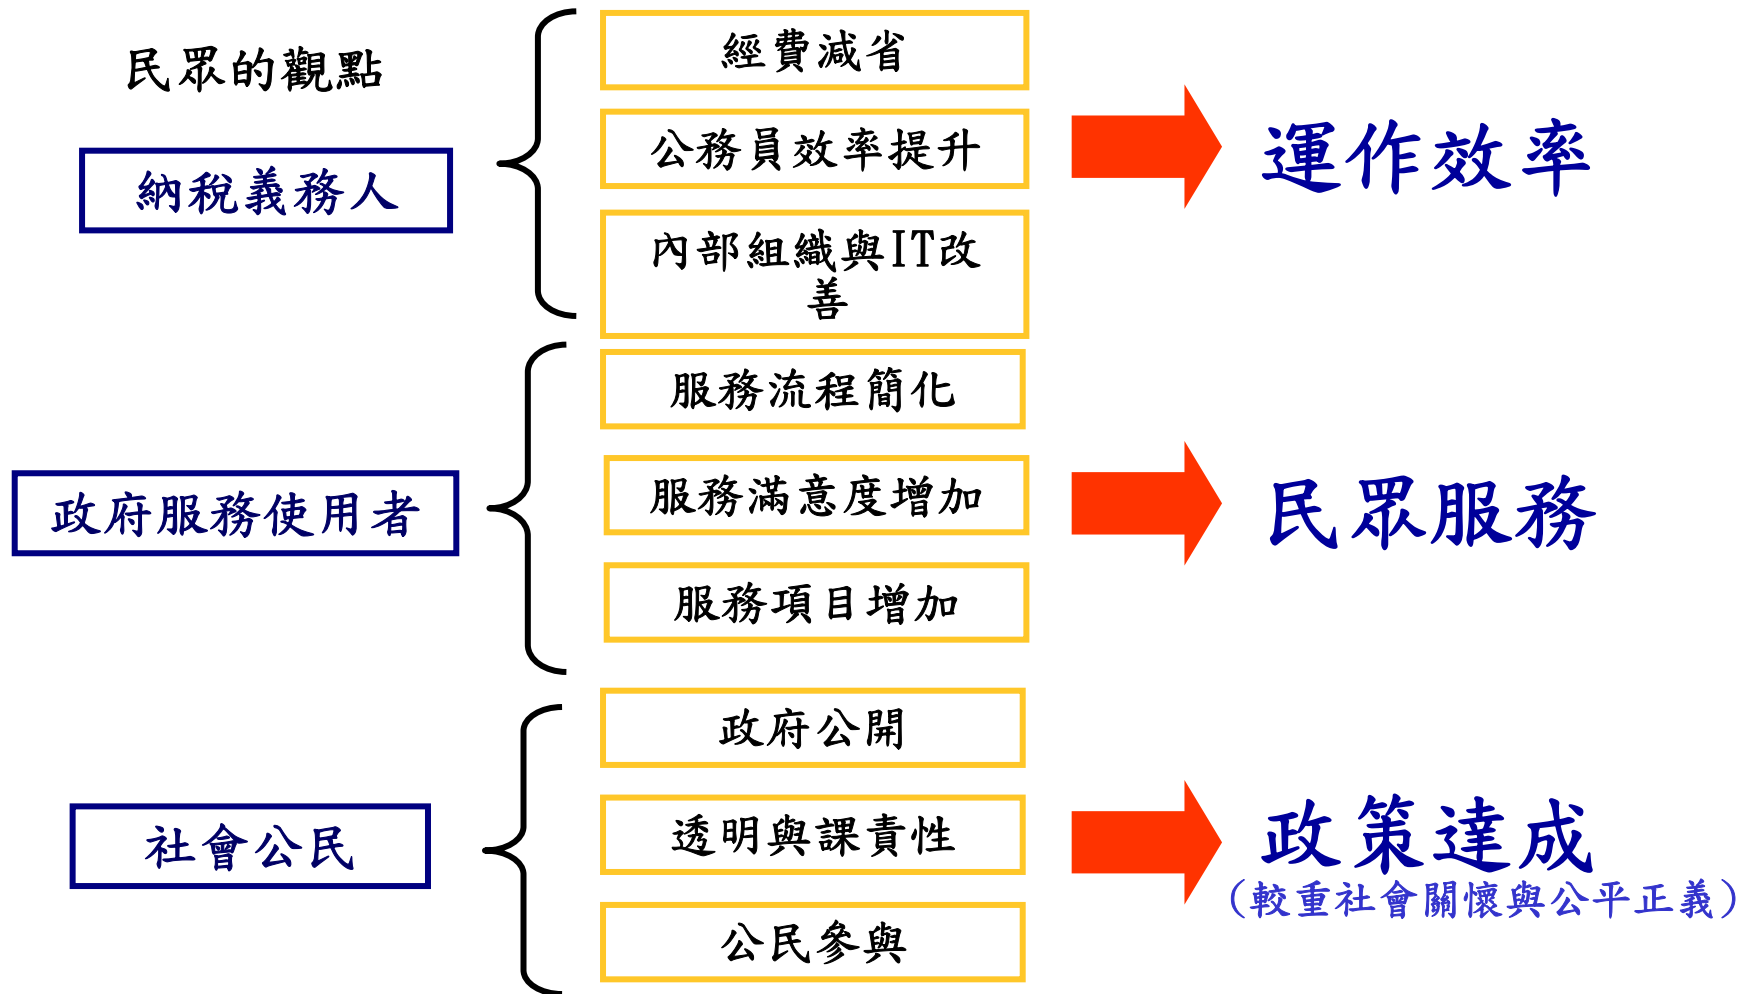 民眾的觀點
納稅義務人
經費減省
公務員效率提升
內部組織與IT改
善
運作效率
政府服務使用者
服務流程簡化
服務滿意度增加
服務項目增加
民眾服務
社會公民
政府公開
透明與課責性
公民參與
政策達成
(較重社會關懷與公平正義)